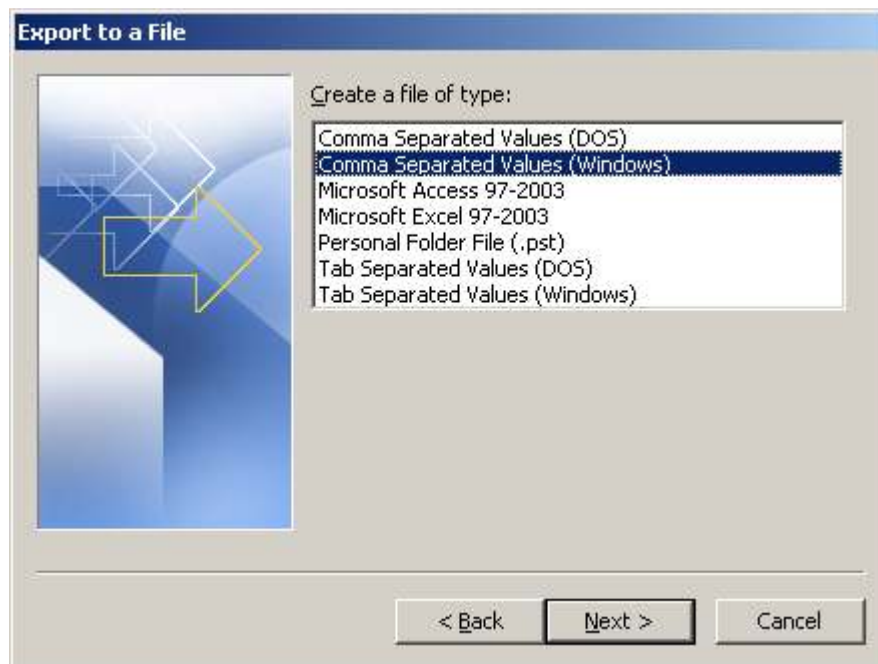 Export to a File
Create a file of type:
Comma Separated Values (DOS)
Comma Separated Values (Windows)
Microsoft Access 97-2003
Microsoft Excel 97-2003
Personal Folder File (.pst)
Tab Separated Values (DOS)
Tab Separated Values (Windows)
< Back Next > Cancel